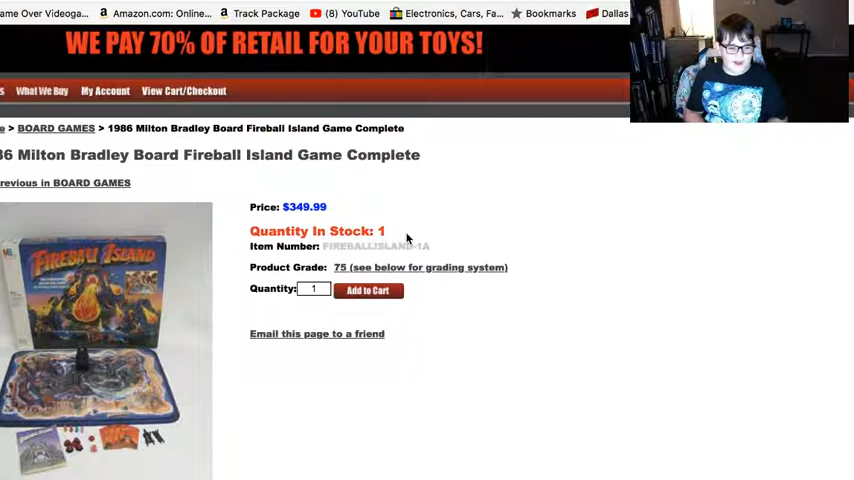 ame Over Videoga...
Amazon.com: Online...
Track Package
(8) YouTube
Electronics, Cars, Fa...
Bookmarks
Dallas
WE PAY 70% OF RETAIL FOR YOUR TOYS!
s
What We Buy
My Account
View Cart/Checkout
e > BOARD GAMES > 1986 Milton Bradley Board Fireball Island Game Complete
86 Milton Bradley Board Fireball Island Game Complete
revious in BOARD GAMES
Price: $349.99
Quantity In Stock: 1
Item Number: FIREBALLISLAND-1A
Product Grade: 75 (see below for grading system)
Quantity: 1 Add to Cart
Email this page to a friend
MB
FIREBALL ISLAND